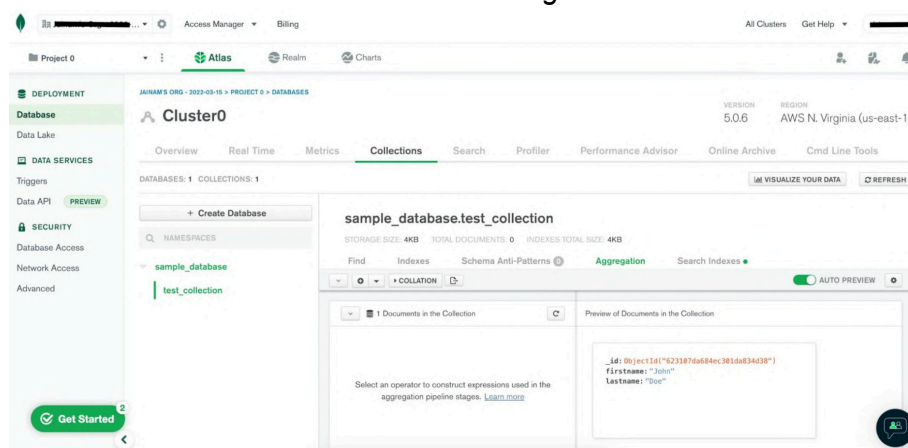 Access Manager
Billing
All Clusters
Get Help
Project 0
Atlas
Realm
Charts
DEPLOYMENT
Database
Data Lake
DATA SERVICES
Triggers
Data API PREVIEW
SECURITY
Database Access
Network Access
Advanced
Get Started
2
JAINAM'S ORG - 2022-03-15 > PROJECT 0 > DATABASES
Cluster0
VERSION
5.0.6
REGION
AWS N. Virginia (us-east-1
Overview
Real Time
Metrics
Collections
Search
Profiler
Performance Advisor
Online Archive
Cmd Line Tools
DATABASES: 1 COLLECTIONS: 1
VISUALIZE YOUR DATA
REFRESH
+ Create Database
NAMESPACES
sample_database
test_collection
sample_database.test_collection
STORAGE SIZE: 4KB TOTAL DOCUMENTS: 0 INDEXES TOTAL SIZE: 4KB
Find
Indexes
Schema Anti-Patterns 0
Aggregation
Search Indexes
COLLATION
AUTO PREVIEW
1 Documents in the Collection
Preview of Documents in the Collection
Select an operator to construct expressions used in the
aggregation pipeline stages. Learn more
_id: ObjectId("623107da684ec301da834d38")
firstname: "John"
lastname: "Doe"